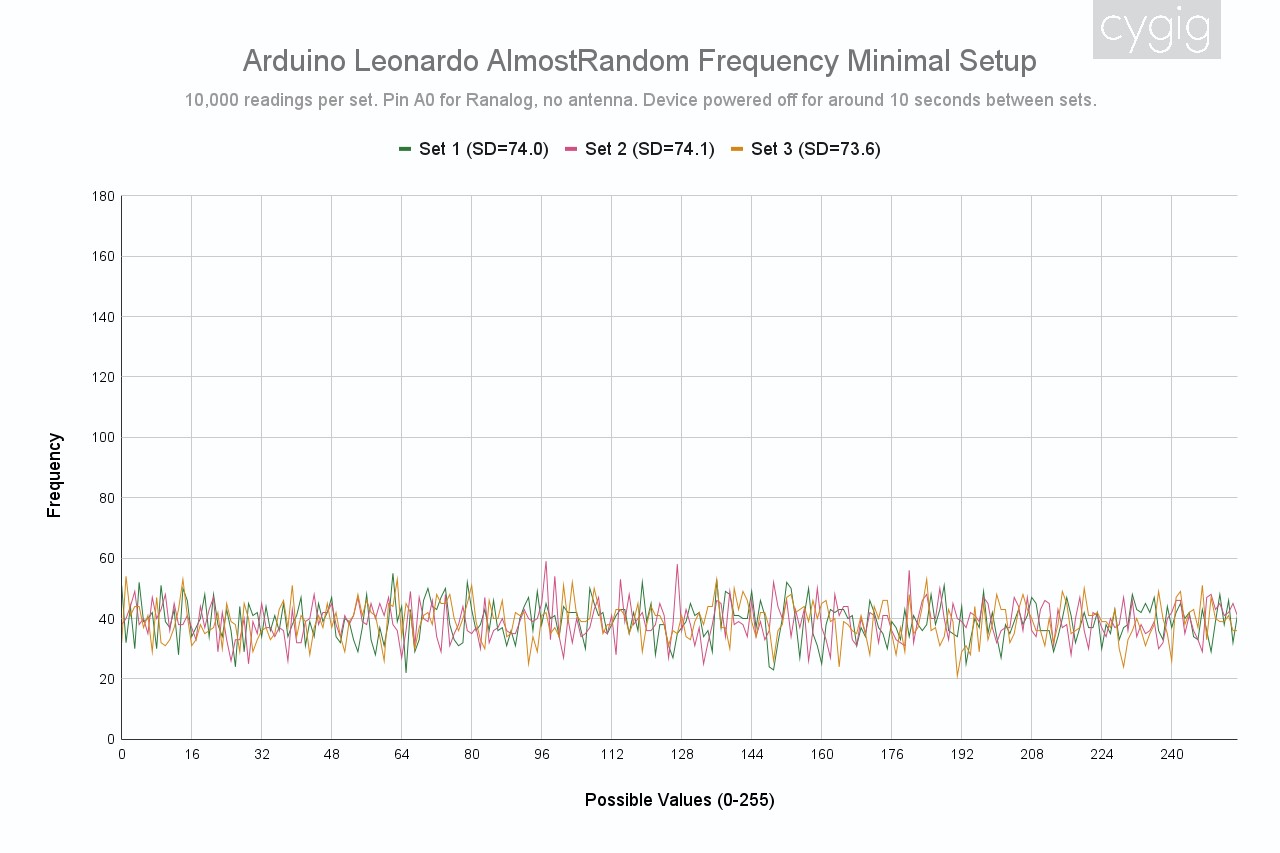 cygig
Arduino Leonardo AlmostRandom Frequency Minimal Setup
10,000 readings per set. Pin A0 for Ranalog, no antenna. Device powered off for around 10 seconds between sets.
Set 1 (SD=74.0) Set 2 (SD=74.1) Set 3 (SD=73.6)
180
160
140
120
100
80
60
40
20
0
Frequency
0 16 32 48 64 80 96 112 128 144 160 176 192 208 224 240
Possible Values (0-255)